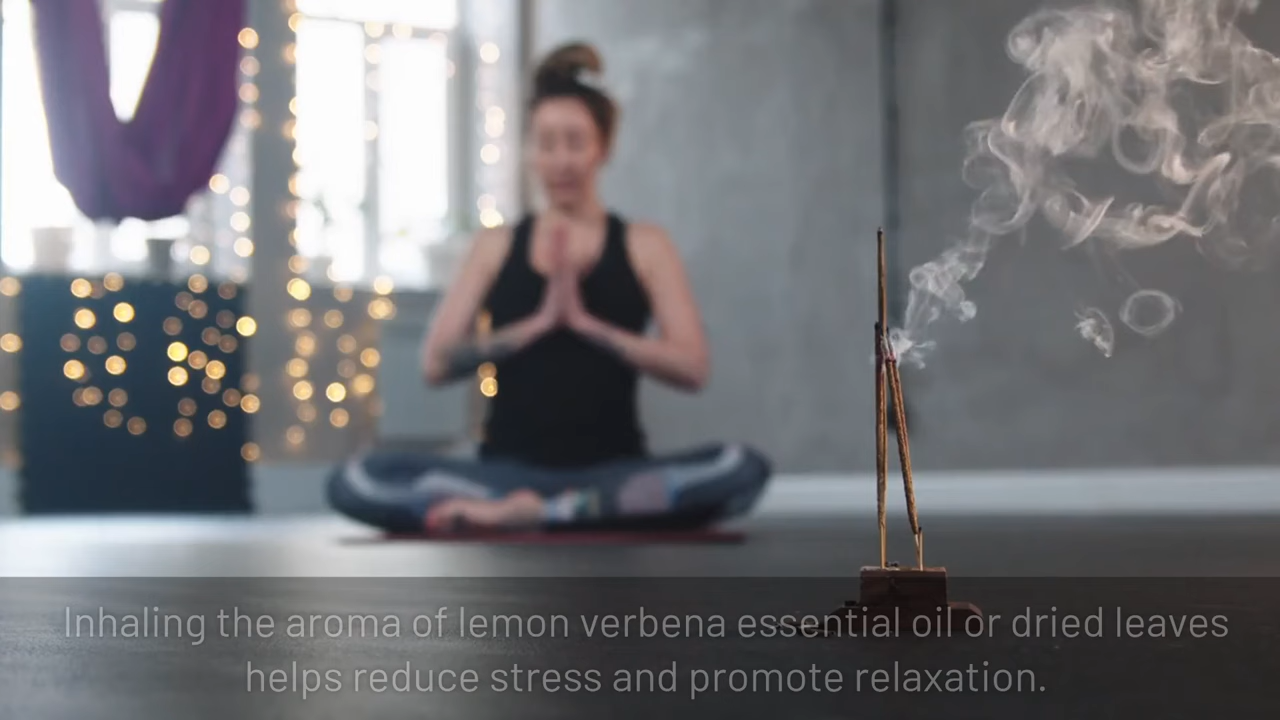 Inhaling the aroma of lemon verbena essential oil or dried leaves
helps reduce stress and promote relaxation.